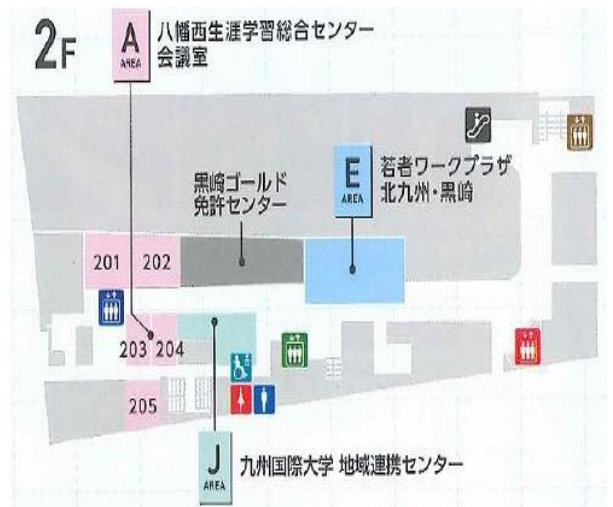 2F
A
AREA
八幡西生涯学習総合センター
会議室
黒崎ゴールド
免許センター
E
AREA
若者ワークプラザ
北九州・黒崎
201
202
203
204
205
J
AREA
九州国際大学 地域連携センター